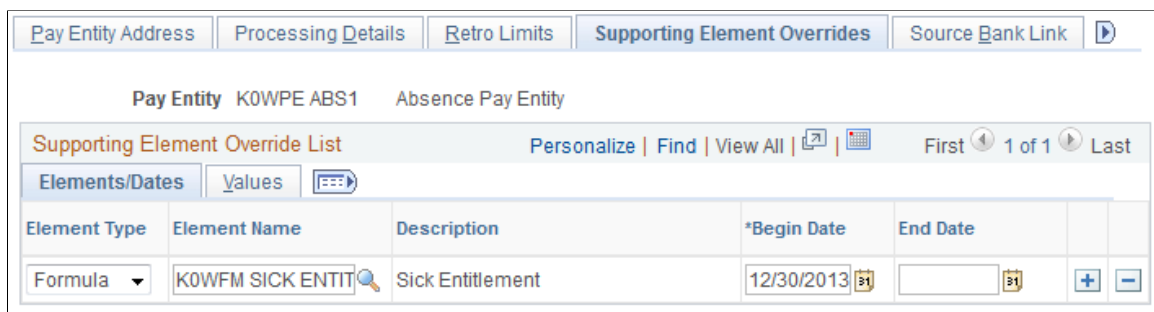 Pay Entity Address Processing Details Retro Limits Supporting Element Overrides Source Bank Link
Pay Entity K0WPE ABS1 Absence Pay Entity
Supporting Element Override List Personalize | Find | View All | | First 1 of 1 Last
Elements/Dates Values
Element Type Element Name Description *Begin Date End Date
Formula K0WFM SICK ENTIT Sick Entitlement 12/30/2013 31 31 + −